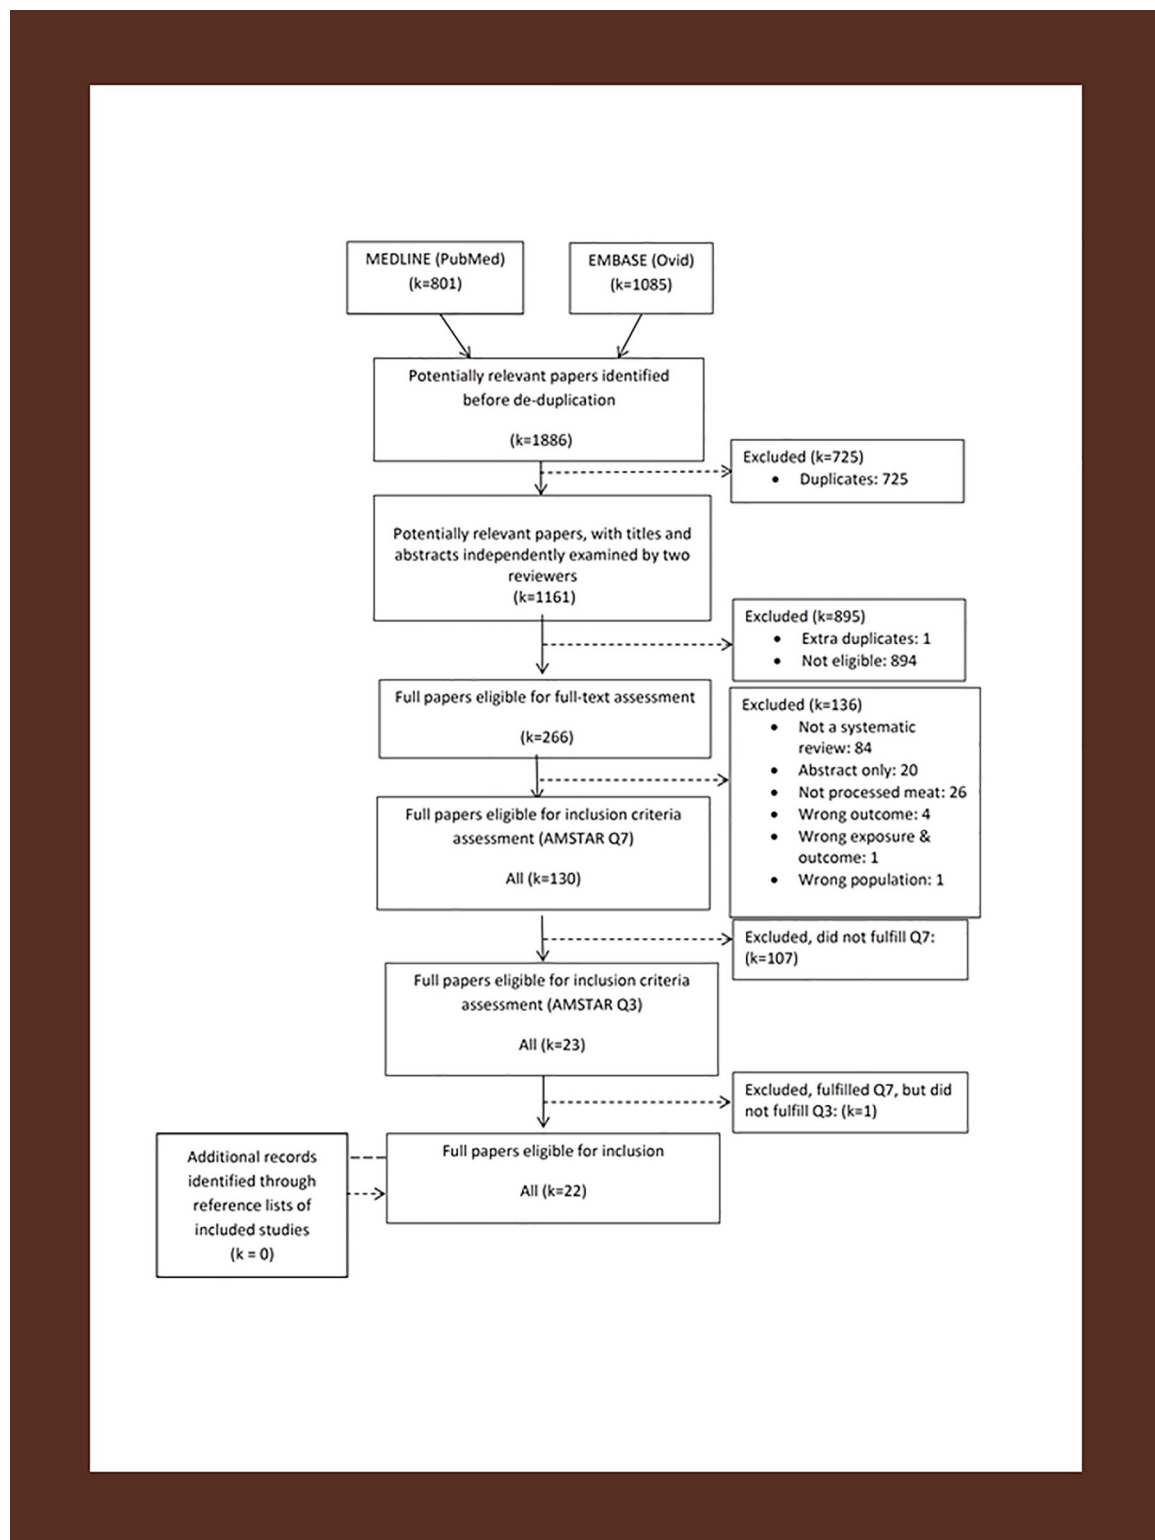 MEDLINE (PubMed)
(k=801)
EMBASE (Ovid)
(k=1085)
Potentially relevant papers identified
before de-duplication
(k=1886)
Excluded (k=725)
• Duplicates: 725
Potentially relevant papers, with titles and
abstracts independently examined by two
reviewers
(k=1161)
Excluded (k=895)
• Extra duplicates: 1
• Not eligible: 894
Full papers eligible for full-text assessment
(k=266)
Excluded (k=136)
• Not a systematic
review: 84
• Abstract only: 20
• Not processed meat: 26
• Wrong outcome: 4
• Wrong exposure &
outcome: 1
• Wrong population: 1
Full papers eligible for inclusion criteria
assessment (AMSTAR Q7)
All (k=130)
Excluded, did not fulfill Q7:
(k=107)
Full papers eligible for inclusion criteria
assessment (AMSTAR Q3)
All (k=23)
Excluded, fulfilled Q7, but did
not fulfill Q3: (k=1)
Full papers eligible for inclusion
All (k=22)
Additional records
identified through
reference lists of
included studies
(k = 0)